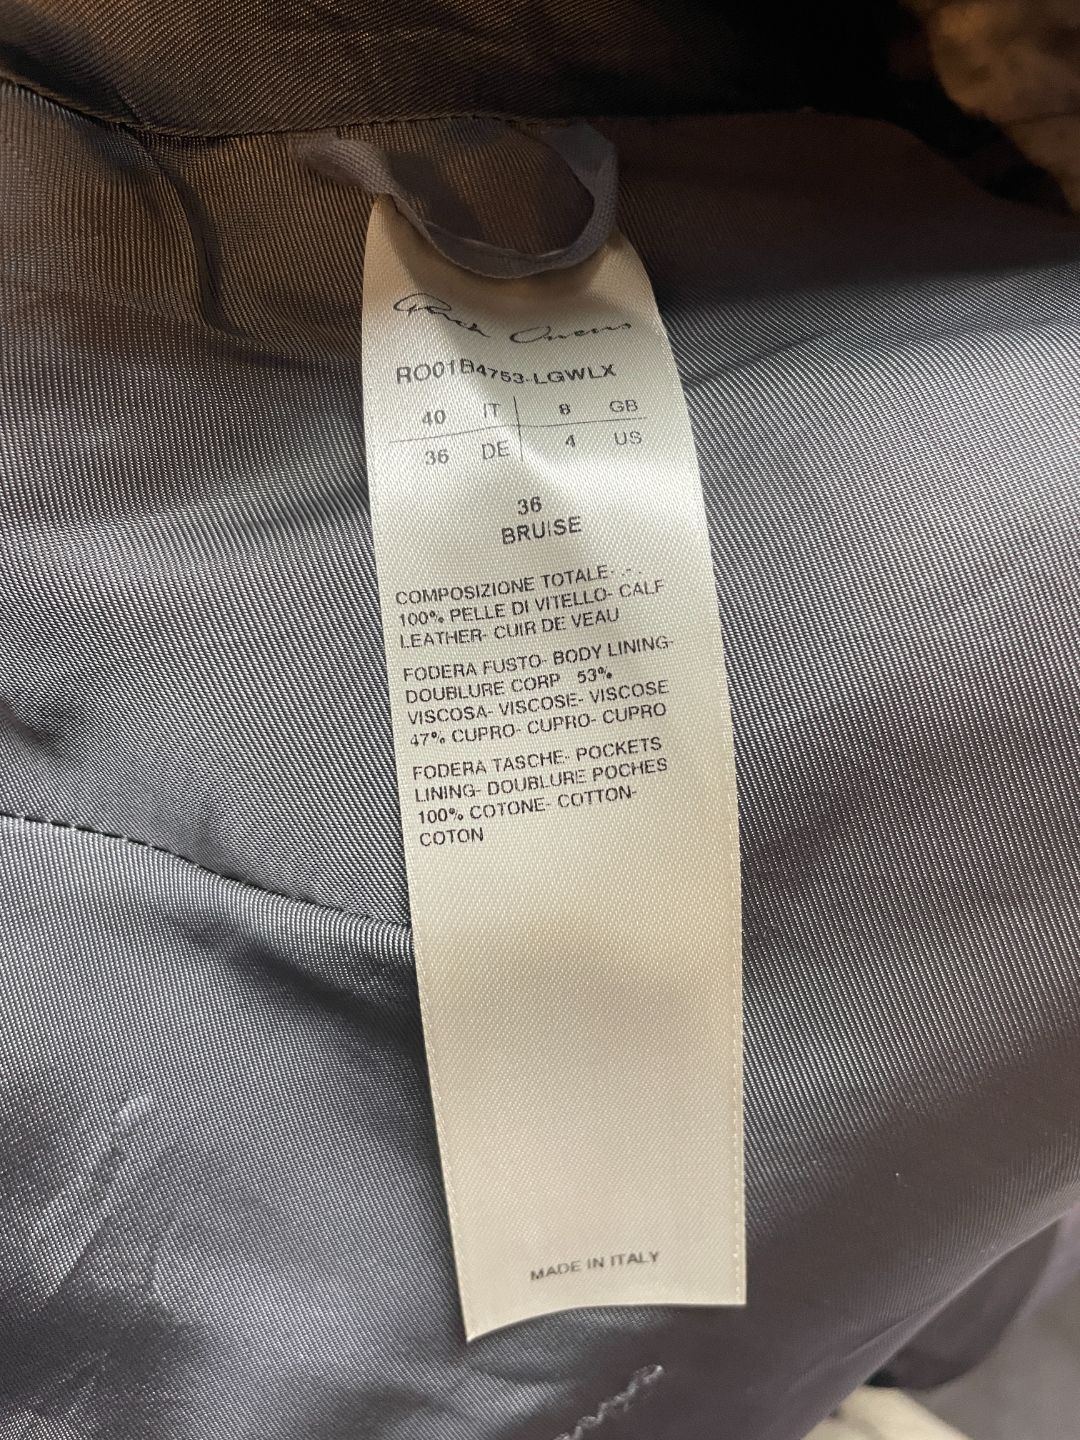 Rick Owens
RO01B4753-LGWLX
40 IT 8 GB
36 DE 4 US
36
BRUISE
COMPOSIZIONE TOTALE- - .
100% PELLE DI VITELLO- CALF
LEATHER- CUIR DE VEAU
FODERA FUSTO- BODY LINING-
DOUBLURE CORP 53%
VISCOSA- VISCOSE- VISCOSE
47% CUPRO- CUPRO- CUPRO
FODERA TASCHE- POCKETS
LINING- DOUBLURE POCHES
100% COTONE- COTTON-
COTON
MADE IN ITALY